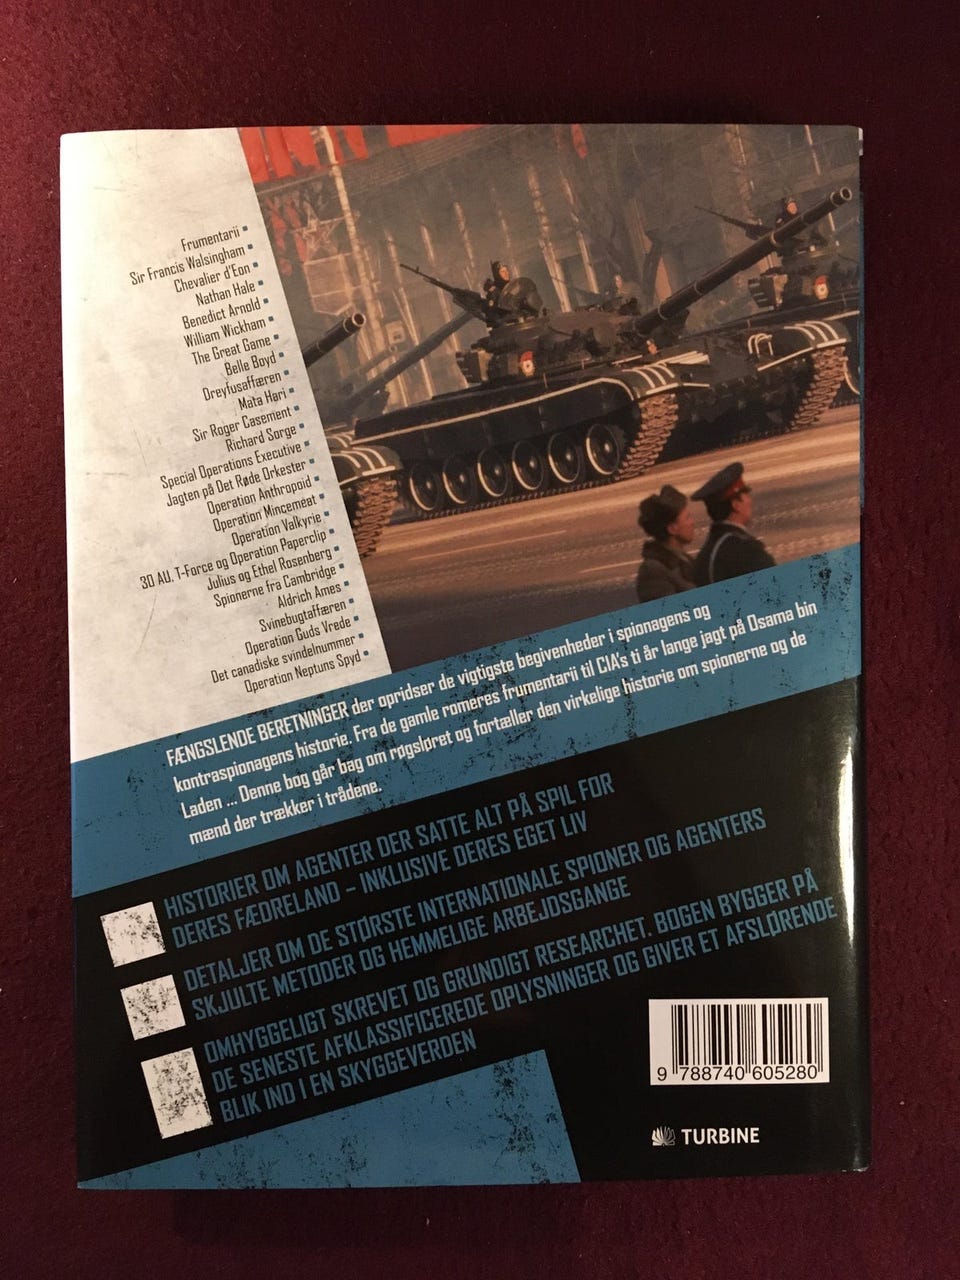 Frumentarii
Sir Francis Walsingham
Chevalier d'Eon
Nathan Hale
Benedict Arnold
William Wickham
The Great Game
Belle Boyd
Dreyfusaffæren
Mata Hari
Sir Roger Casement
Richard Sorge
Special Operations Executive
Jagten på Det Røde Orkester
Operation Anthropoid
Operation Mincemeat
Operation Valkyrie
30 AU, T-Force og Operation Paperclip
Julius og Ethel Rosenberg
Spionerne fra Cambridge
Aldrich Ames
Svinebugtaffæren
Operation Guds Vrede
Det canadiske svindelnummer
Operation Neptuns Spyd
FÆNGSLENDE BERETNINGER der opridser de vigtigste begivenheder i spionagens og
kontraspionagens historie. Fra de gamle romeres frumentarii til CIA's ti år lange jagt på Osama bin
Laden ... Denne bog går bag om røgsløret og fortæller den virkelige historie om spionerne og de
mænd der trækker i trådene.
HISTORIER OM AGENTER DER SATTE ALT PÅ SPIL FOR
DERES FÆDRELAND – INKLUSIVE DERES EGET LIV
DETALJER OM DE STØRSTE INTERNATIONALE SPIONER OG AGENTERS
SKJULTE METODER OG HEMMELIGE ARBEJDSGANGE
OMHYGGELIGT SKREVET OG GRUNDIGT RESEARCHET. BOGEN BYGGER PÅ
DE SENESTE AFKLASSIFICEREDE OPLYSNINGER OG GIVER ET AFSLØRENDE
BLIK IND I EN SKYGGEVERDEN
9 788740 605280
TURBINE